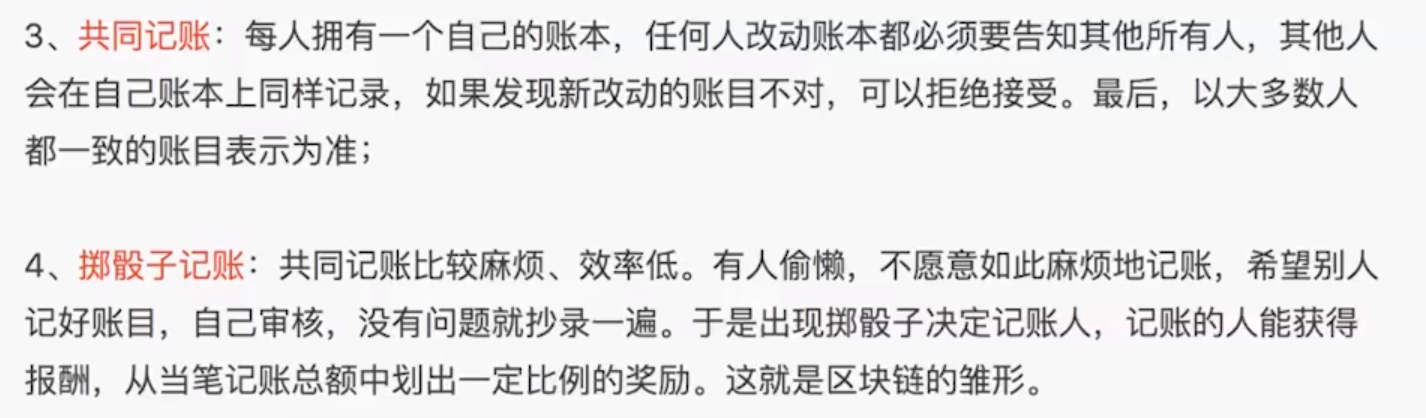 3、共同记账：每人拥有一个自己的账本，任何人改动账本都必须要告知其他所有人，其他人
会在自己账本上同样记录，如果发现新改动的账目不对，可以拒绝接受。最后，以大多数人
都一致的账目表示为准；
4、掷骰子记账：共同记账比较麻烦、效率低。有人偷懒，不愿意如此麻烦地记账，希望别人
记好账目，自己审核，没有问题就抄录一遍。于是出现掷骰子决定记账人，记账的人能获得
报酬，从当笔记账总额中划出一定比例的奖励。这就是区块链的雏形。